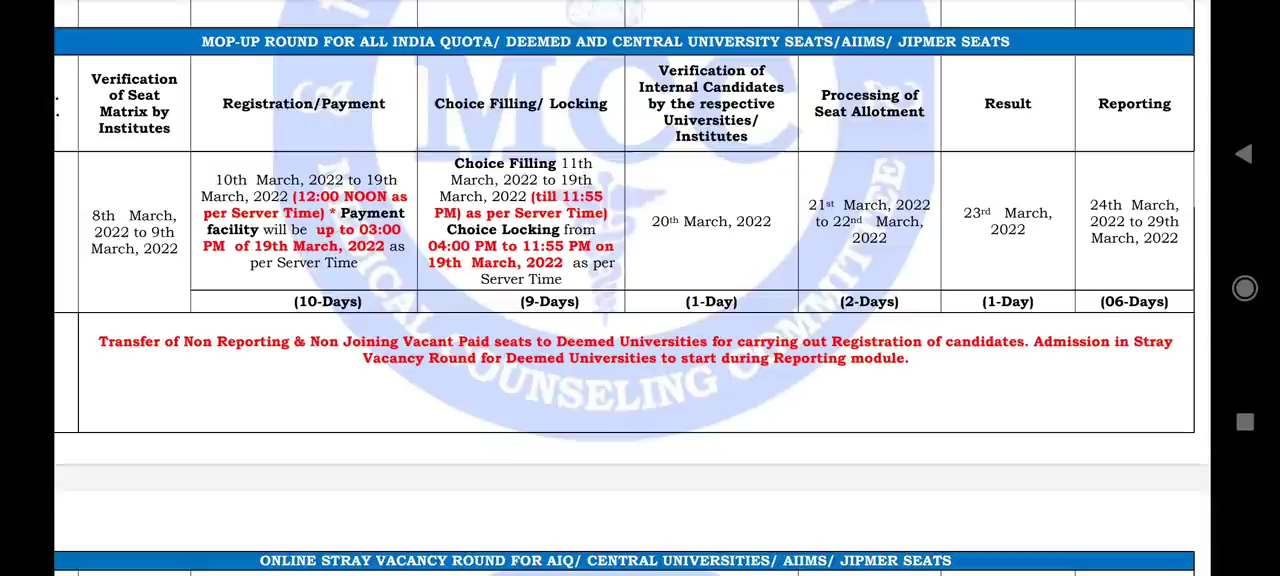 MOP-UP ROUND FOR ALL INDIA QUOTA/ DEEMED AND CENTRAL UNIVERSITY SEATS/AIIMS/ JIPMER SEATS
Verification
of Seat
Matrix by
Institutes
Registration/Payment
Choice Filling/ Locking
Verification of
Internal Candidates
by the respective
Universities/
Institutes
Processing of
Seat Allotment
Result
Reporting
8th March,
2022 to 9th
March, 2022
10th March, 2022 to 19th
March, 2022 (12:00 NOON as
per Server Time) * Payment
facility will be up to 03:00
PM of 19th March, 2022 as
per Server Time
Choice Filling 11th
March, 2022 to 19th
March, 2022 (till 11:55
PM) as per Server Time)
Choice Locking from
04:00 PM to 11:55 PM on
19th March, 2022 as per
Server Time
20th March, 2022
21st March, 2022
to 22nd March,
2022
23rd March,
2022
24th March,
2022 to 29th
March, 2022
(10-Days)
(9-Days)
(1-Day)
(2-Days)
(1-Day)
(06-Days)
Transfer of Non Reporting & Non Joining Vacant Paid seats to Deemed Universities for carrying out Registration of candidates. Admission in Stray
Vacancy Round for Deemed Universities to start during Reporting module.
MCC
COUNSELING COMMITTEE
ONLINE STRAY VACANCY ROUND FOR AIQ/ CENTRAL UNIVERSITIES/ AIIMS/ JIPMER SEATS